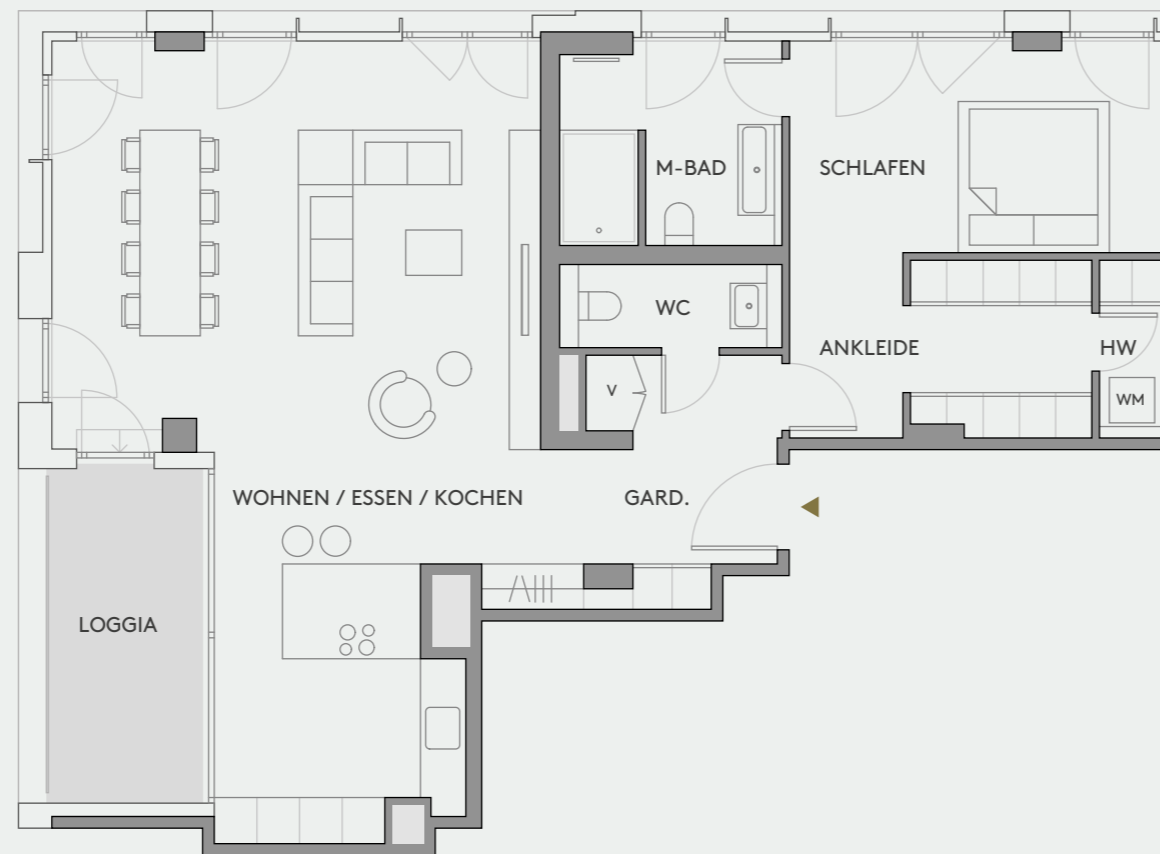 M-BAD
SCHLAFEN
WC
ANKLEIDE
HW
V
WM
WOHNEN / ESSEN / KOCHEN
GARD.
LOGGIA